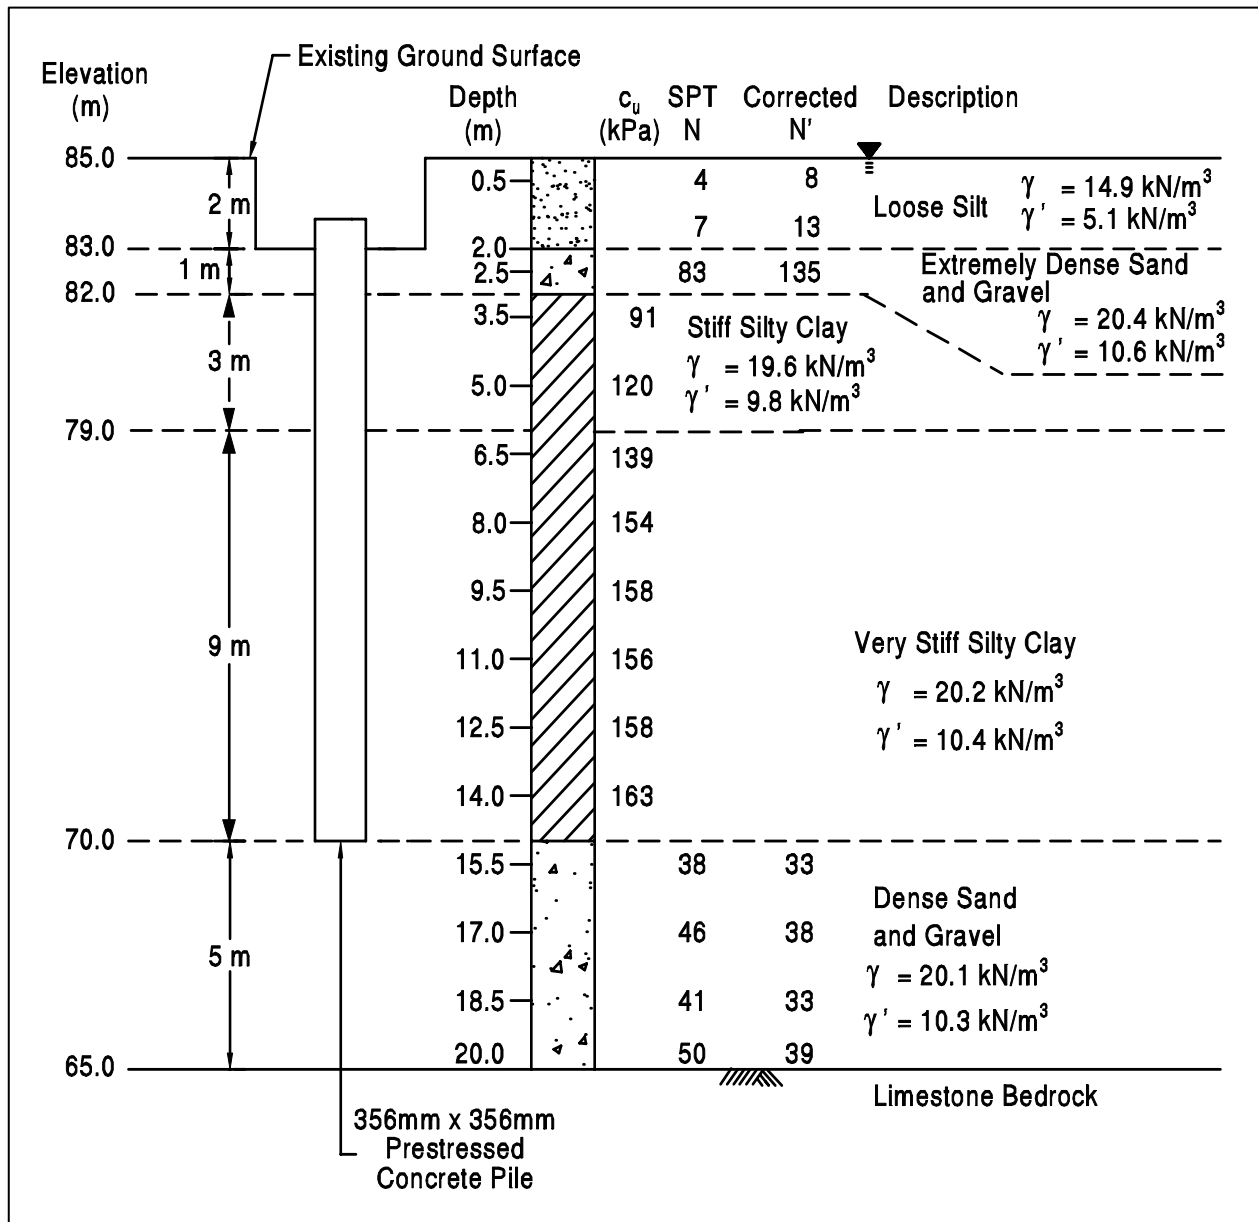 Existing Ground Surface
Elevation
(m)
Depth
(m)
cu
(kPa)
SPT
N
Corrected
N'
Description
85.0
2 m
0.5
4
8
Loose Silt
γ = 14.9 kN/m³
γ' = 5.1 kN/m³
7
13
83.0
2.0
1 m
2.5
83
135
Extremely Dense Sand
and Gravel
γ = 20.4 kN/m³
γ' = 10.6 kN/m³
82.0
3 m
3.5
91
Stiff Silty Clay
γ = 19.6 kN/m³
γ' = 9.8 kN/m³
5.0
120
79.0
6.5
139
8.0
154
9.5
158
9 m
11.0
156
Very Stiff Silty Clay
γ = 20.2 kN/m³
γ' = 10.4 kN/m³
12.5
158
14.0
163
70.0
15.5
38
33
Dense Sand
and Gravel
γ = 20.1 kN/m³
γ' = 10.3 kN/m³
5 m
17.0
46
38
18.5
41
33
20.0
50
39
65.0
Limestone Bedrock
356mm x 356mm
Prestressed
Concrete Pile